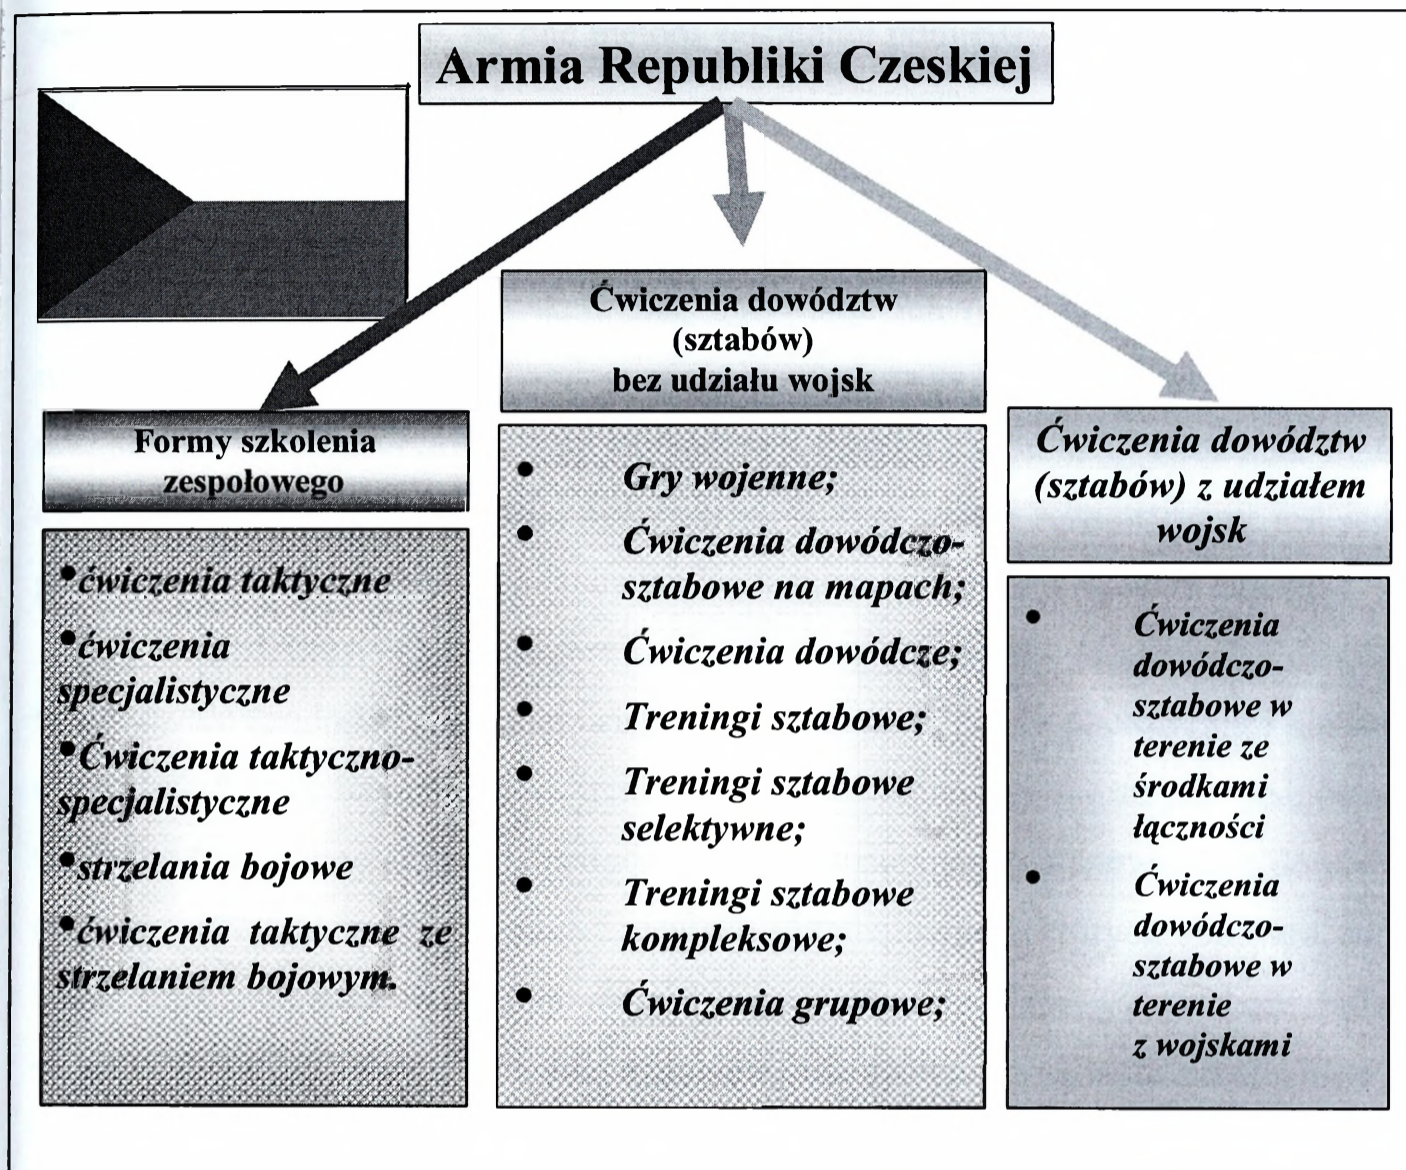 Armia Republiki Czeskiej
Formy szkolenia
zespołowego
•ćwiczenia taktyczne
•ćwiczenia
specjalistyczne
•Ćwiczenia taktyczno-
specjalistyczne
•strzelania bojowe
•ćwiczenia taktyczne ze
strzelaniem bojowym.
Ćwiczenia dowództw
(sztabów)
bez udziału wojsk
• Gry wojenne;
• Ćwiczenia dowódczo-
sztabowe na mapach;
• Ćwiczenia dowódcze;
• Treningi sztabowe;
• Treningi sztabowe
selektywne;
• Treningi sztabowe
kompleksowe;
• Ćwiczenia grupowe;
Ćwiczenia dowództw
(sztabów) z udziałem
wojsk
• Ćwiczenia
dowódczo-
sztabowe w
terenie ze
środkami
łączności
• Ćwiczenia
dowódczo-
sztabowe w
terenie
z wojskami